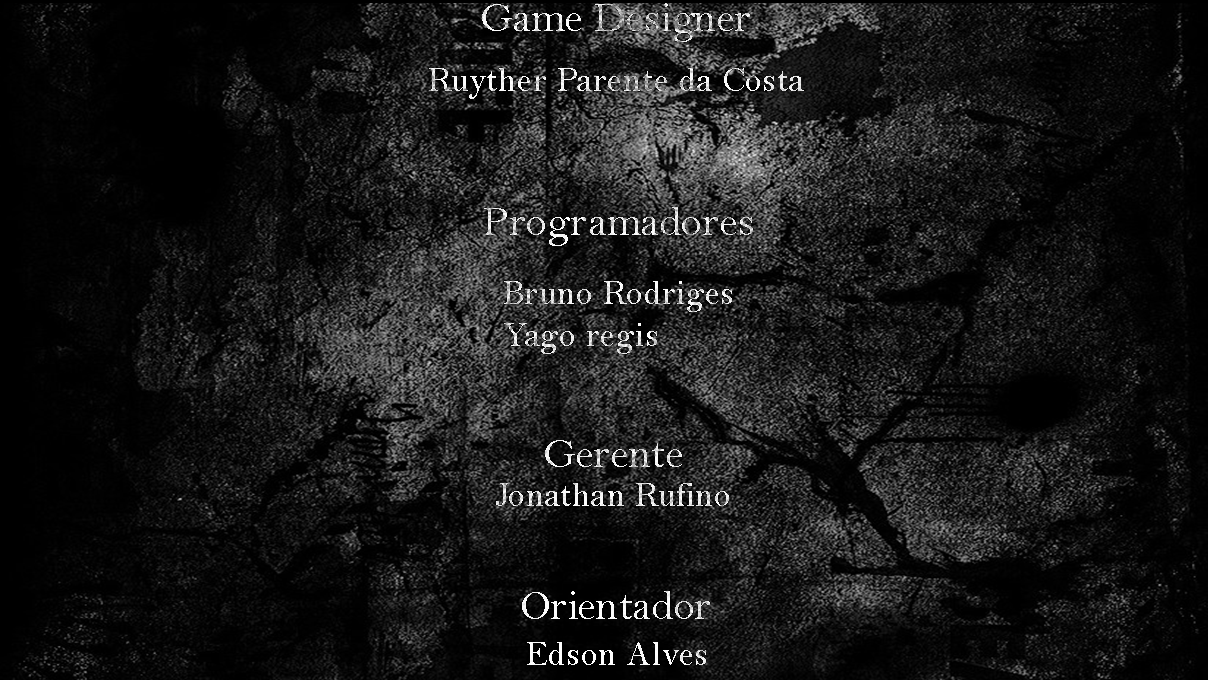 Game Designer
Ruyther Parente da Costa
Programadores
Bruno Rodriges
Yago regis
Gerente
Jonathan Rufino
Orientador
Edson Alves